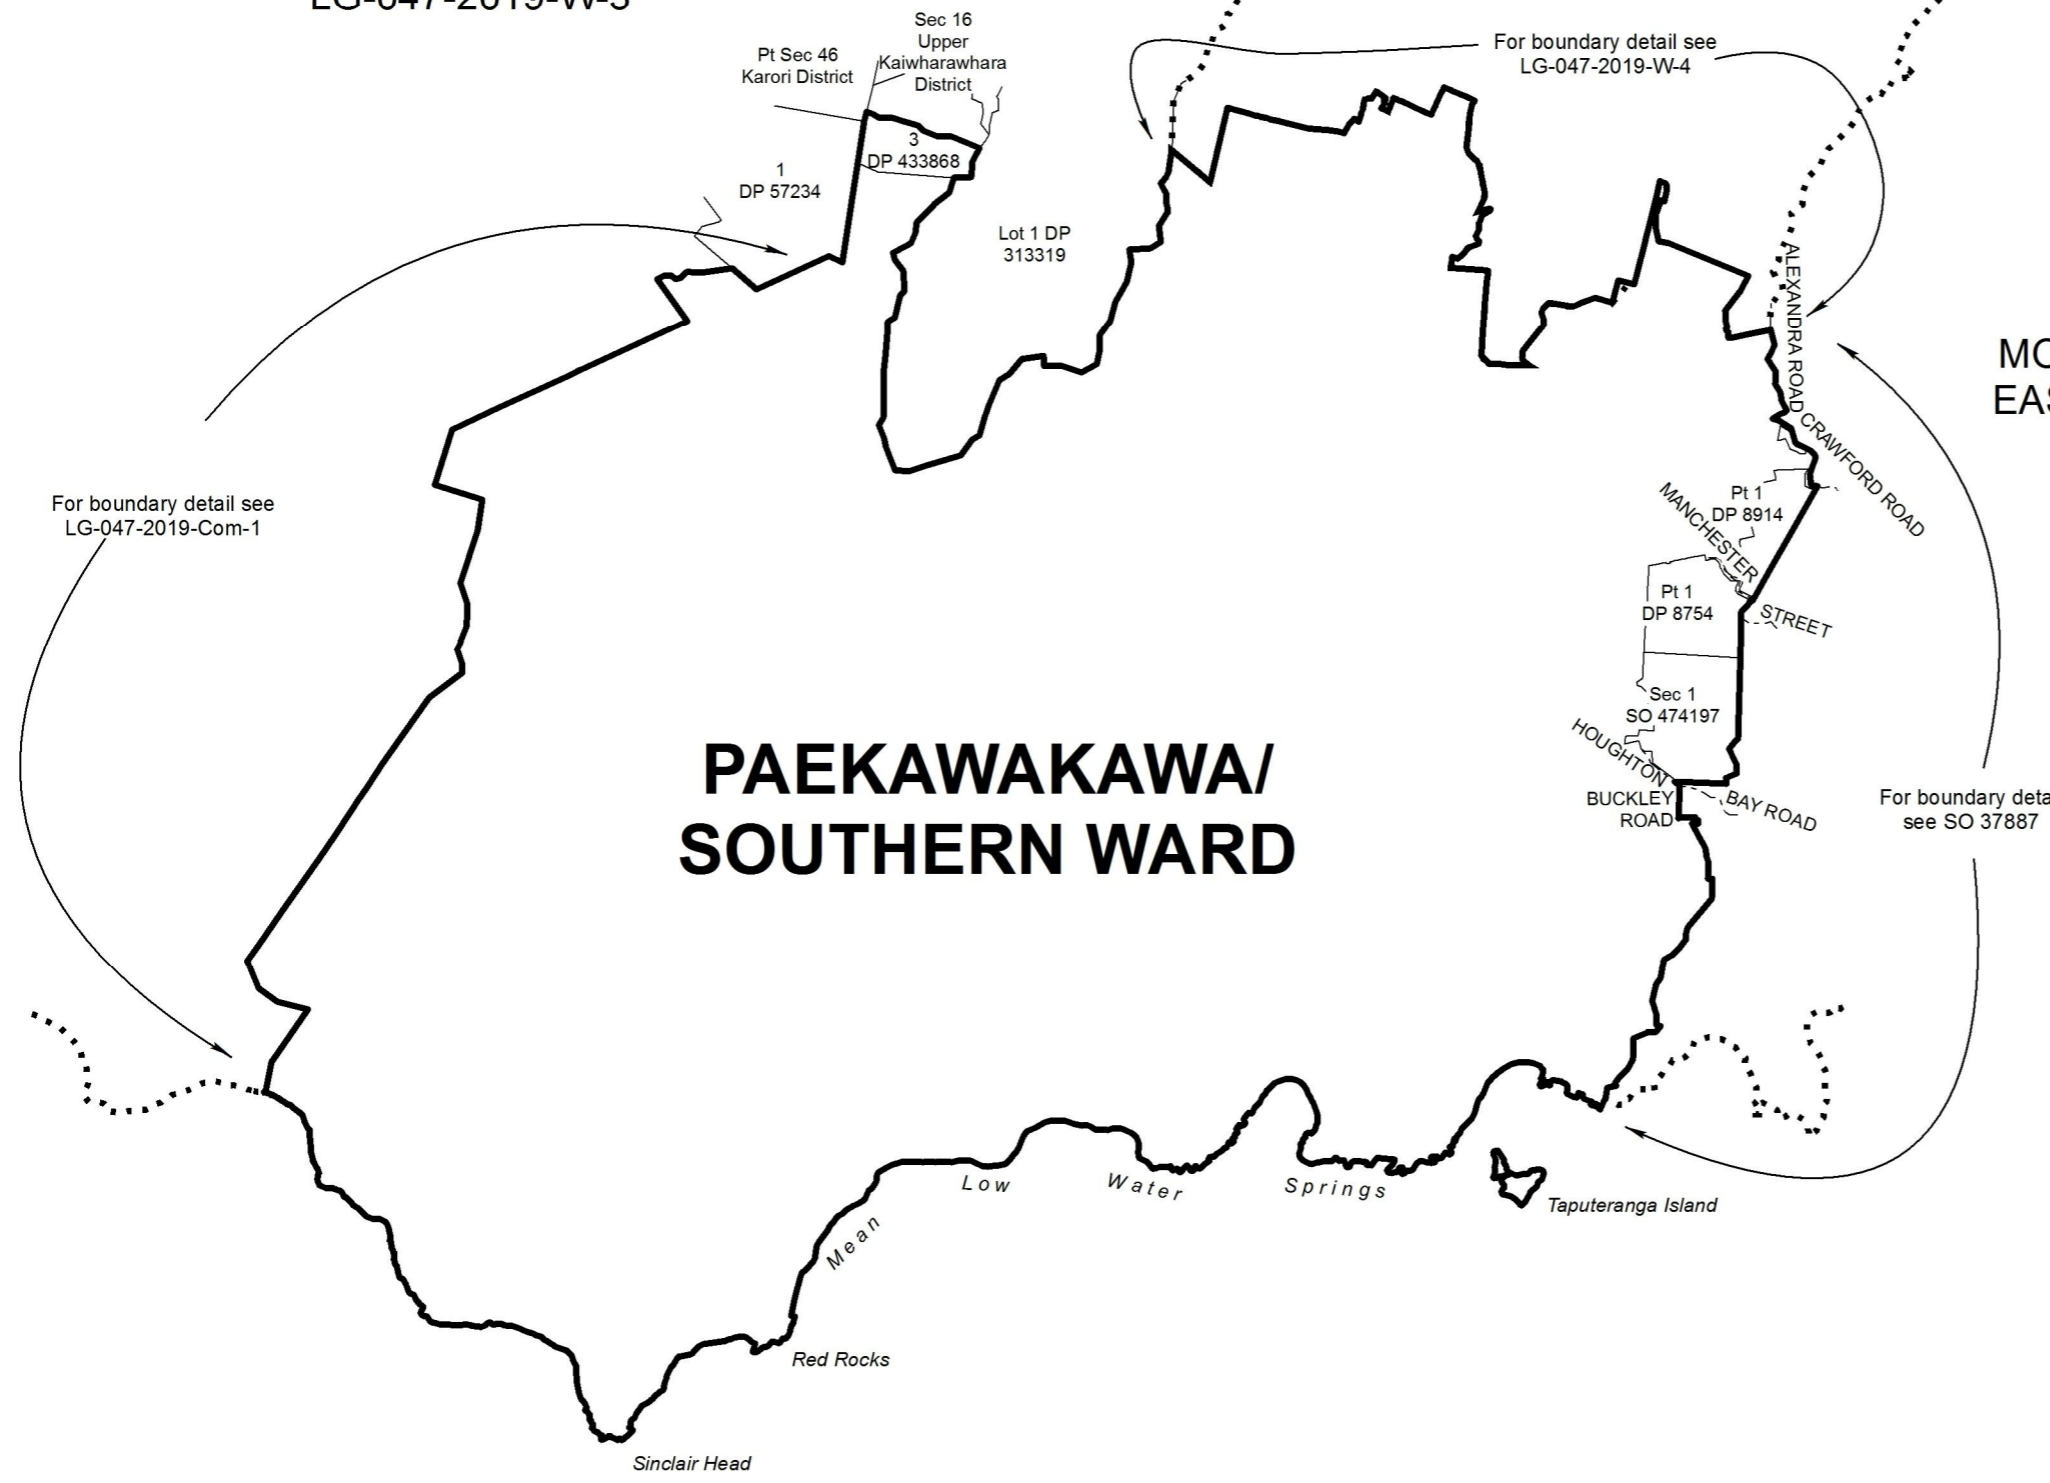 Sec 16
Upper
Kaiwharawhara
District
Pt Sec 46
Karori District
For boundary detail see
LG-047-2019-W-4
3
DP 433868
1
DP 57234
Lot 1 DP
313319
ALEXANDRA ROAD
CRAWFORD ROAD
For boundary detail see
LG-047-2019-Com-1
Pt 1
DP 8914
MANCHESTER
STREET
Pt 1
DP 8754
Sec 1
SO 474197
HOUGHTON
BAY ROAD
BUCKLEY
ROAD
For boundary
see SO 37887
PAEKAWAKAWA/
SOUTHERN WARD
Mean Low Water Springs
Taputeranga Island
Red Rocks
Sinclair Head